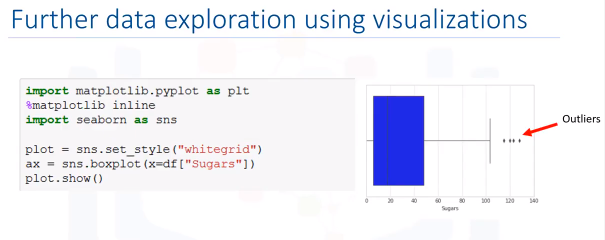 Further data exploration using visualizations
import matplotlib.pyplot as plt
%matplotlib inline
import seaborn as sns
plot = sns.set_style("whitegrid")
ax = sns.boxplot(x=df["Sugars"])
plot.show()
Outliers
0 20 40 60 80 100 120 140
Sugars